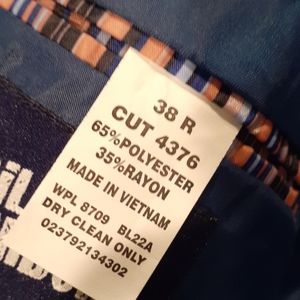 38 R
CUT 4376
65%POLYESTER
35%RAYON
MADE IN VIETNAM
WPL 8709 BL22A
DRY CLEAN ONLY
023792134302